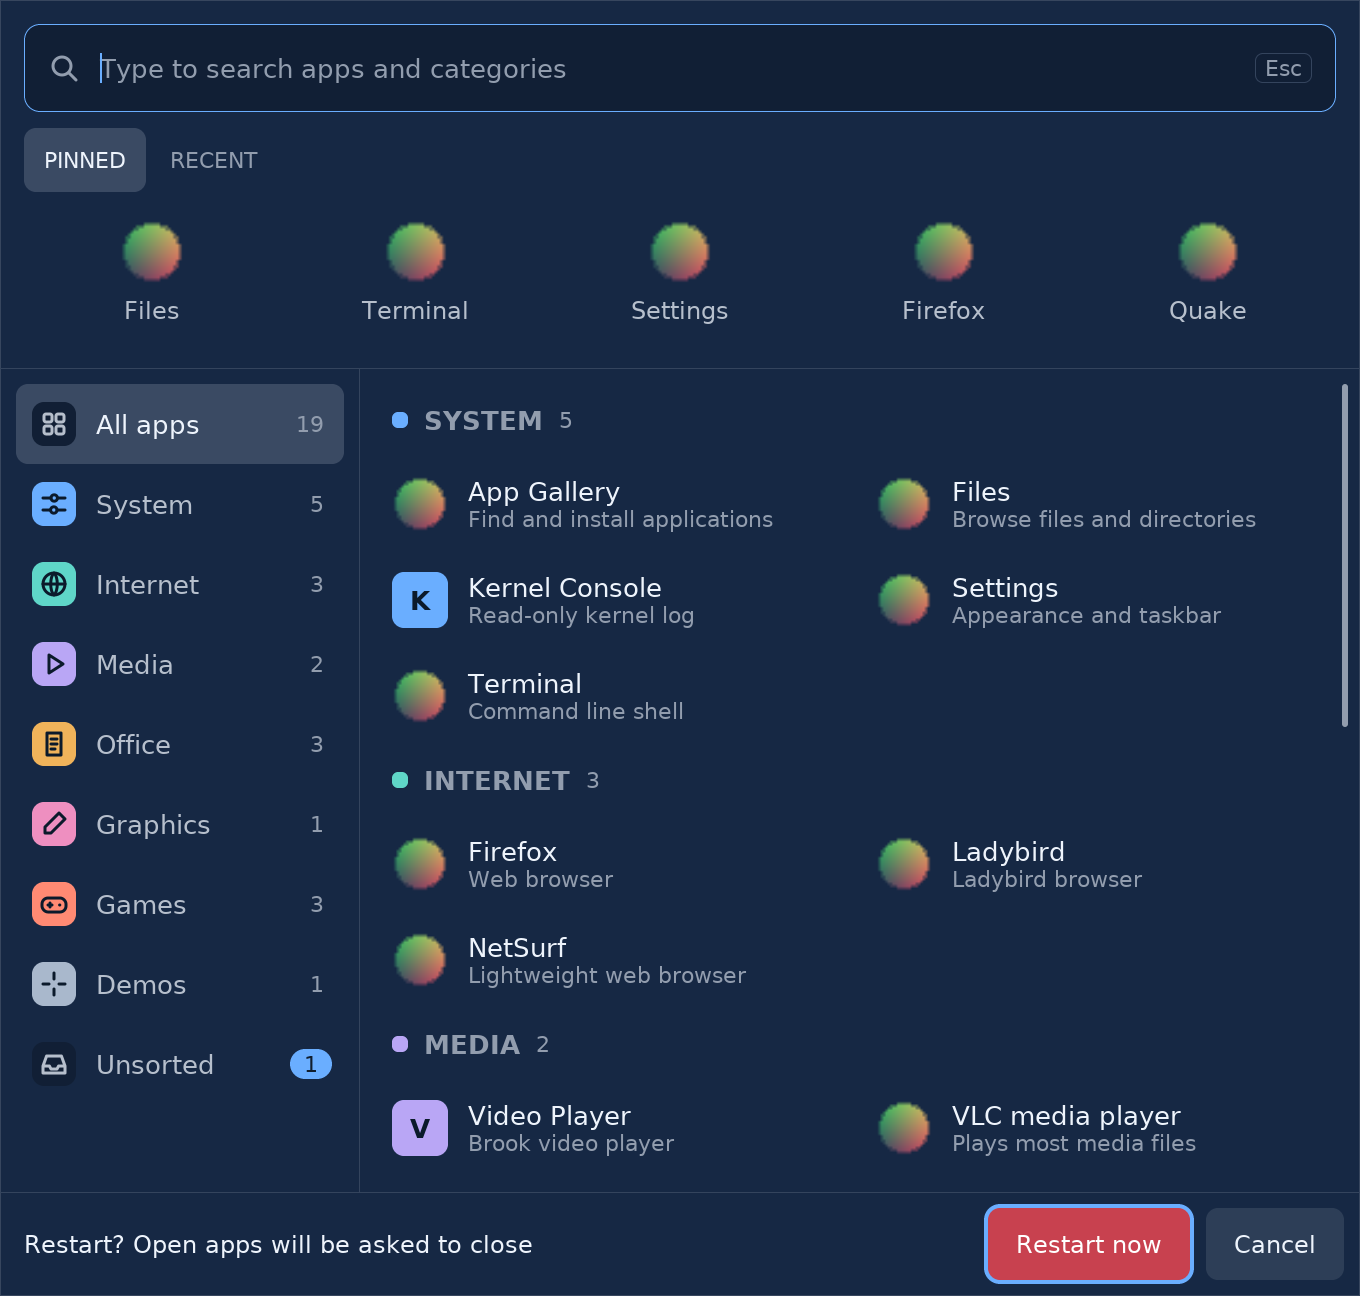 Type to search apps and categories
Esc
PINNED
RECENT
Files
Terminal
Settings
Firefox
Quake
All apps 19
System 5
Internet 3
Media 2
Office 3
Graphics 1
Games 3
Demos 1
Unsorted 1
SYSTEM 5
App Gallery
Find and install applications
Files
Browse files and directories
K
Kernel Console
Read-only kernel log
Settings
Appearance and taskbar
Terminal
Command line shell
INTERNET 3
Firefox
Web browser
Ladybird
Ladybird browser
NetSurf
Lightweight web browser
MEDIA 2
V
Video Player
Brook video player
VLC media player
Plays most media files
Restart? Open apps will be asked to close
Restart now
Cancel